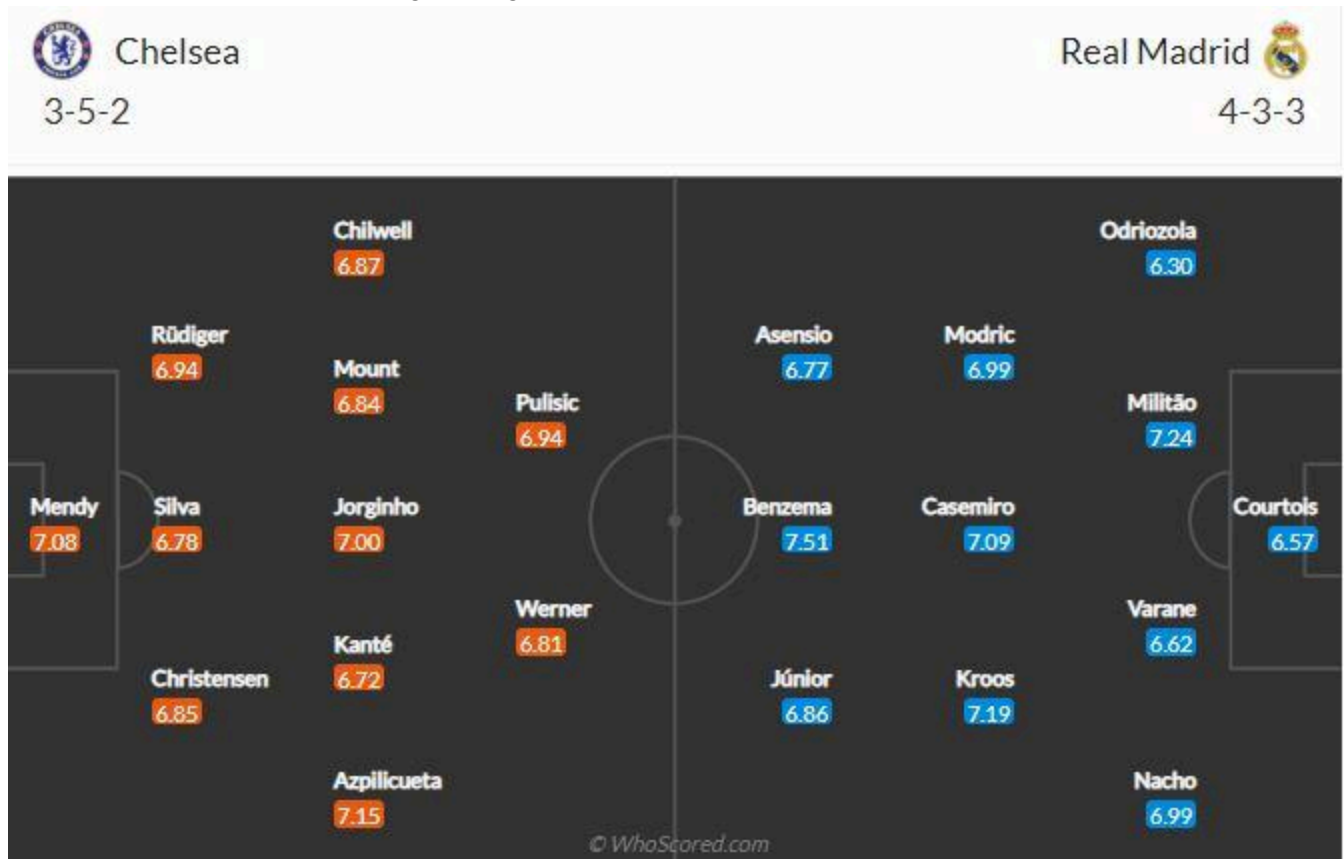 Chelsea
3-5-2
Real Madrid
4-3-3
Chilwell
6.87
Rüdiger
6.94
Mount
6.84
Pulisic
6.94
Mendy
7.08
Silva
6.78
Jorginho
7.00
Werner
6.81
Kanté
6.72
Christensen
6.85
Azpilicueta
7.15
Odriozola
6.30
Asensio
6.77
Modric
6.99
Militão
7.24
Benzema
7.51
Casemiro
7.09
Courtois
6.57
Varane
6.62
Júnior
6.86
Kroos
7.19
Nacho
6.99
© WhoScored.com